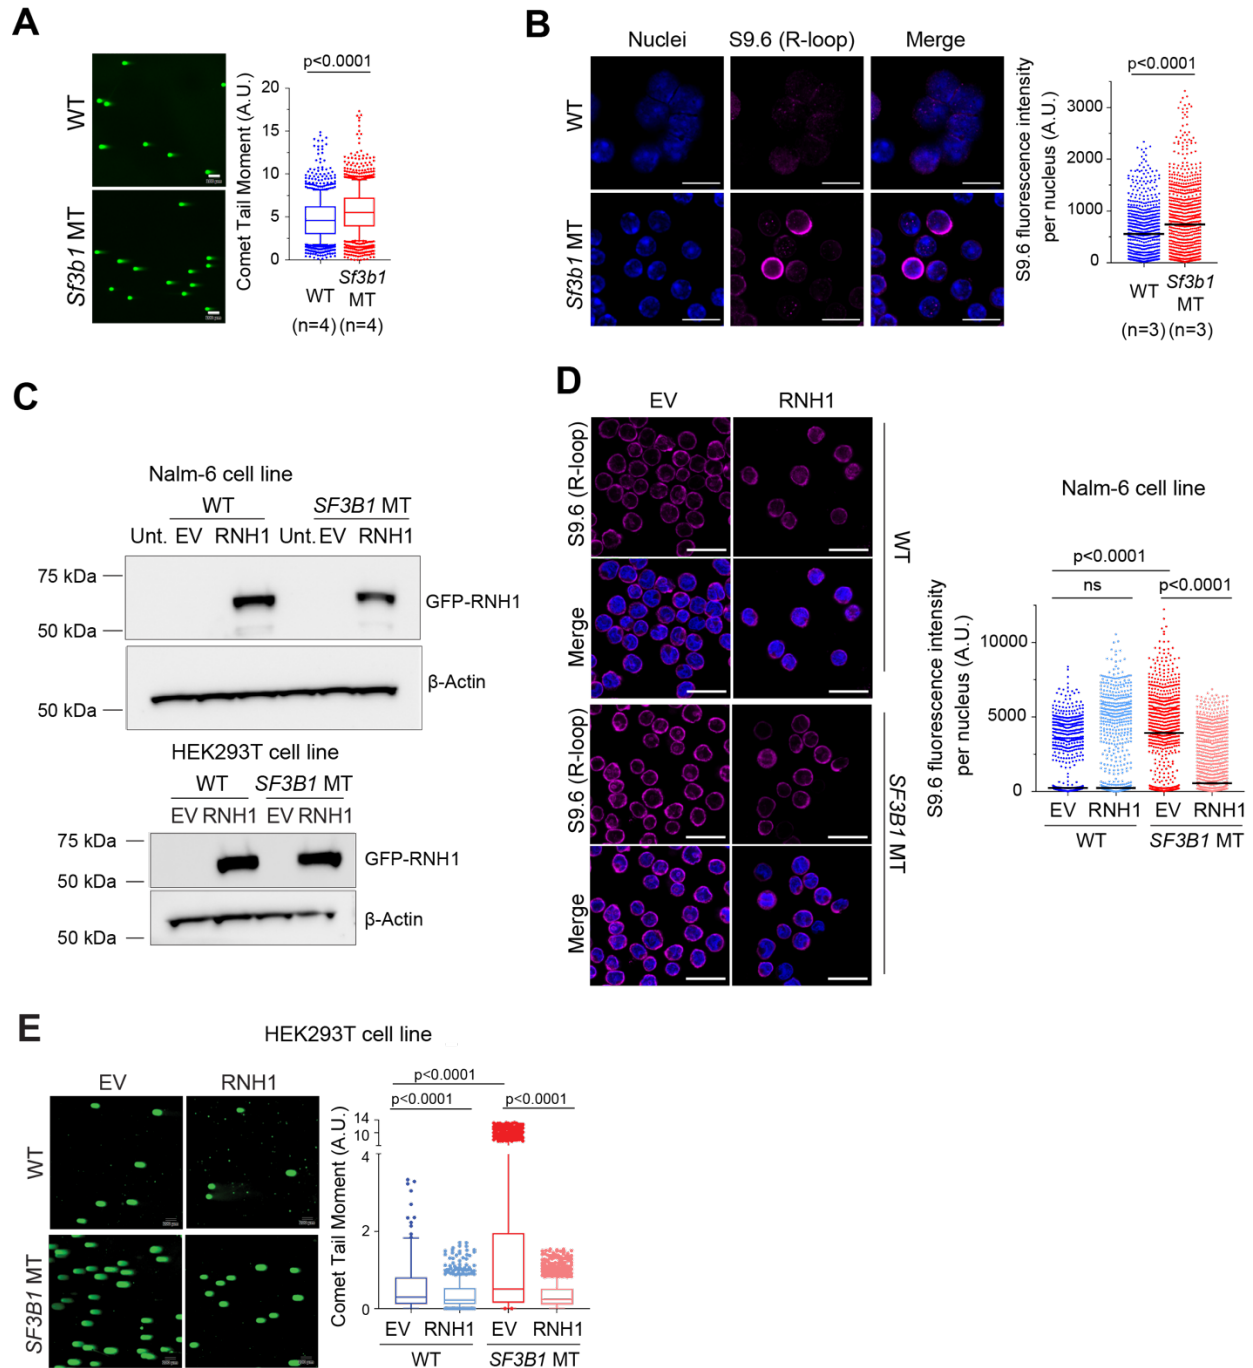 A
WT
Sf3b1 MT
Comet Tail Moment (A.U.)
p<0.0001
20
15
10
5
0
WT Sf3b1
MT
(n=4) (n=4)
B
Nuclei S9.6 (R-loop) Merge
WT
Sf3b1 MT
S9.6 fluorescence intensity
per nucleus (A.U.)
p<0.0001
3000
2000
1000
0
WT Sf3b1
MT
(n=3) (n=3)
C
Nalm-6 cell line
WT SF3B1 MT
Unt. EV RNH1 Unt. EV RNH1
75 kDa
GFP-RNH1
50 kDa
β-Actin
50 kDa
HEK293T cell line
WT SF3B1 MT
EV RNH1 EV RNH1
75 kDa
GFP-RNH1
50 kDa
β-Actin
50 kDa
D
EV RNH1
S9.6 (R-loop)
Merge
WT
S9.6 (R-loop)
Merge
SF3B1 MT
Nalm-6 cell line
S9.6 fluorescence intensity
per nucleus (A.U.)
p<0.0001
ns p<0.0001
10000
5000
0
EV RNH1 EV RNH1
WT SF3B1 MT
E
HEK293T cell line
EV RNH1
WT
SF3B1 MT
Comet Tail Moment (A.U.)
p<0.0001
p<0.0001 p<0.0001
14
10
4
2
0
EV RNH1 EV RNH1
WT SF3B1 MT